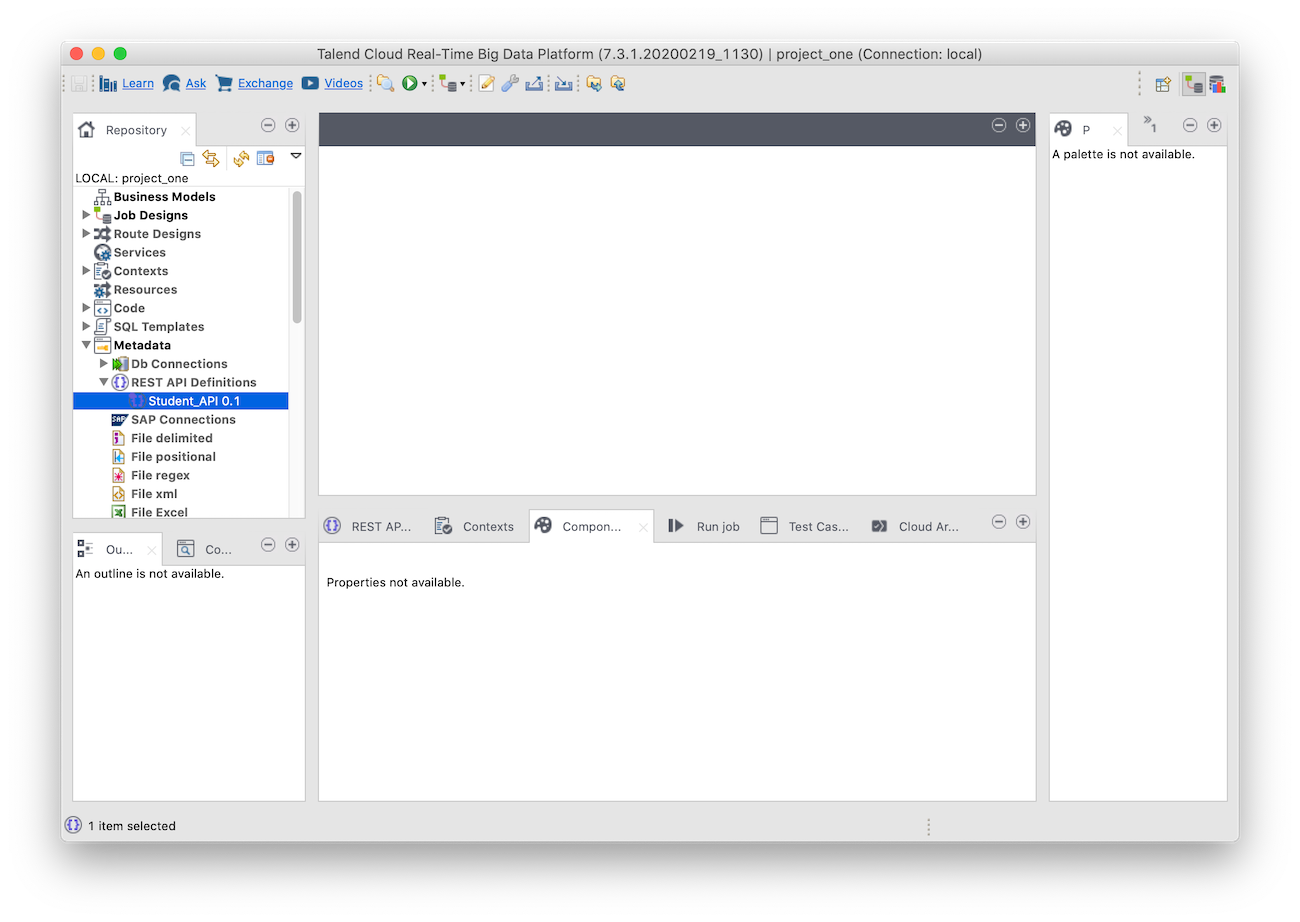 Talend Cloud Real-Time Big Data Platform (7.3.1.20200219_1130) | project_one (Connection: local)
Learn Ask Exchange Videos
Repository
LOCAL: project_one
Business Models
Job Designs
Route Designs
Services
Contexts
Resources
Code
SQL Templates
Metadata
Db Connections
REST API Definitions
Student_API 0.1
SAP SAP Connections
File delimited
File positional
File regex
File xml
File Excel
Ou... Co...
An outline is not available.
REST AP... Contexts Compon... Run job Test Cas... Cloud Ar...
Properties not available.
P »1
A palette is not available.
1 item selected